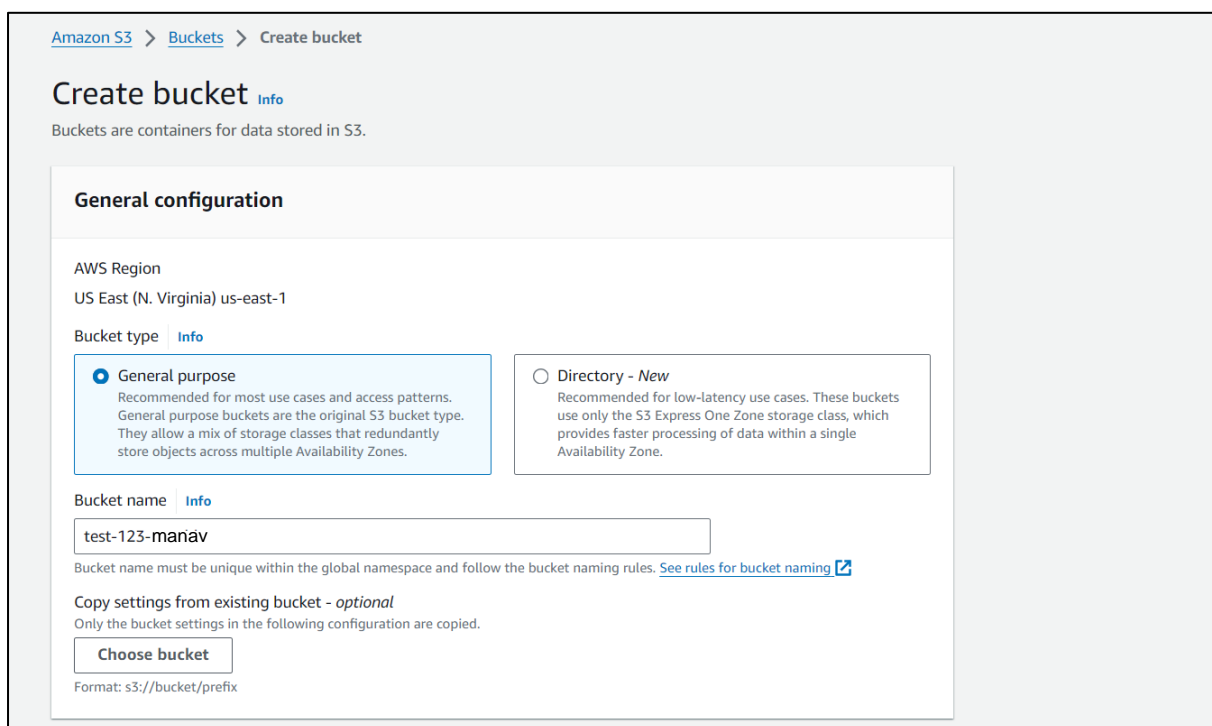 Amazon S3 > Buckets > Create bucket
Create bucket Info
Buckets are containers for data stored in S3.
General configuration
AWS Region
US East (N. Virginia) us-east-1
Bucket type Info
General purpose
Recommended for most use cases and access patterns.
General purpose buckets are the original S3 bucket type.
They allow a mix of storage classes that redundantly
store objects across multiple Availability Zones.
Directory - New
Recommended for low-latency use cases. These buckets
use only the S3 Express One Zone storage class, which
provides faster processing of data within a single
Availability Zone.
Bucket name Info
test-123-manav
Bucket name must be unique within the global namespace and follow the bucket naming rules. See rules for bucket naming
Copy settings from existing bucket - optional
Only the bucket settings in the following configuration are copied.
Choose bucket
Format: s3://bucket/prefix